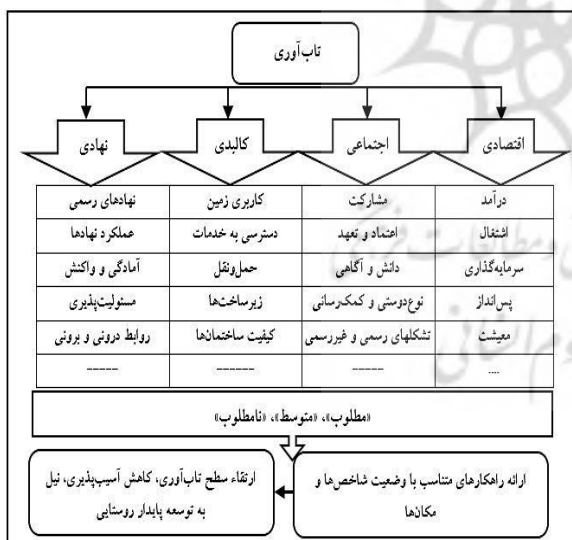 تاب‌آوری
اقتصادی اجتماعی کالبدی نهادی
درآمد مشارکت کاربری زمین نهادهای رسمی
اشتغال اعتماد و تعهد دسترسی به خدمات عملکرد نهادها
سرمایه‌گذاری دانش و آگاهی حمل‌ونقل آمادگی و واکنش
پس‌انداز نوع‌دوستی و کمک‌رسانی زیرساخت‌ها مسئولیت‌پذیری
معیشت تشکلهای رسمی و غیررسمی کیفیت ساختمان‌ها روابط درونی و برونی
.... ----- ------ -----
«مطلوب»، «متوسط»، «نامطلوب»
ارائه راهکارهای متناسب با وضعیت شاخص‌ها و
مکان‌ها
ارتقاء سطح تاب‌آوری، کاهش آسیب‌پذیری، نیل
به توسعه پایدار روستایی